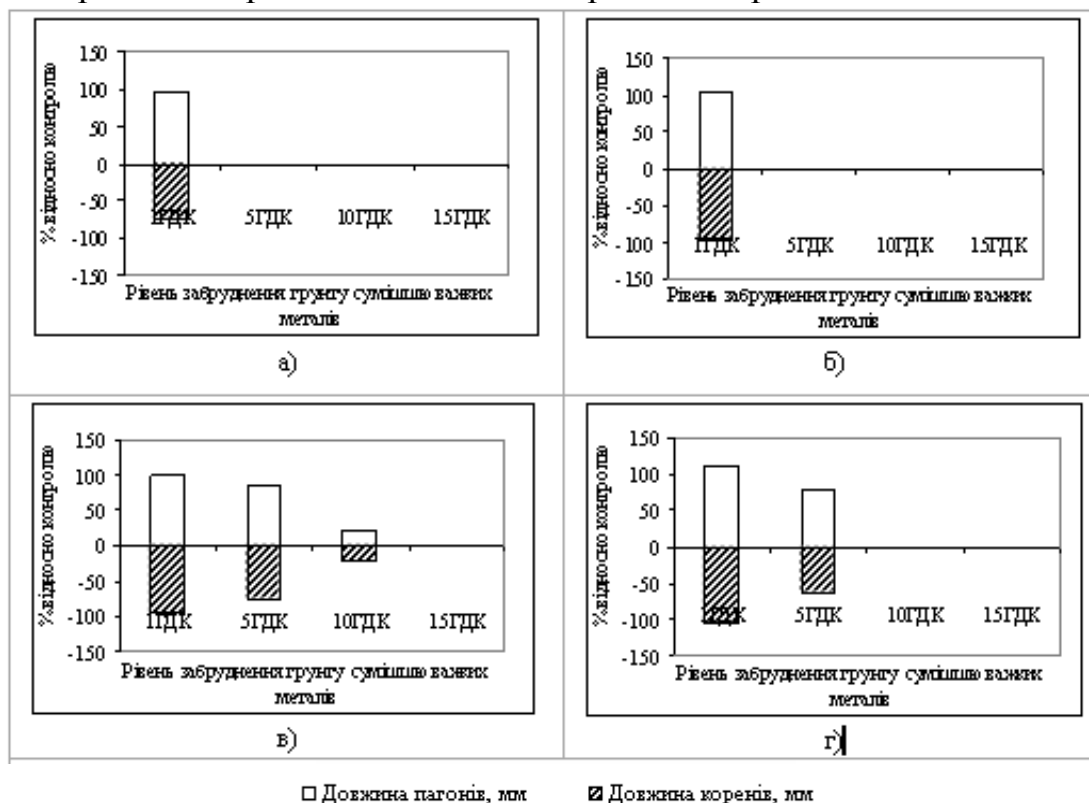 150
100
50
0
-50
-100
-150
% відносно контролю
1ГДК 5ГДК 10ГДК 15ГДК
Рівень забруднення грунту сумішшю важких
металів
а)
150
100
50
0
-50
-100
-150
% відносно контролю
1ГДК 5ГДК 10ГДК 15ГДК
Рівень забруднення грунту сумішшю важких
металів
б)
150
100
50
0
-50
-100
-150
% відносно контролю
1ГДК 5ГДК 10ГДК 15ГДК
Рівень забруднення грунту сумішшю важких
металів
в)
150
100
50
0
-50
-100
-150
% відносно контролю
1ГДК 5ГДК 10ГДК 15ГДК
Рівень забруднення грунту сумішшю важких
металів
г)
Довжина пагонів, мм Довжина коренів, мм